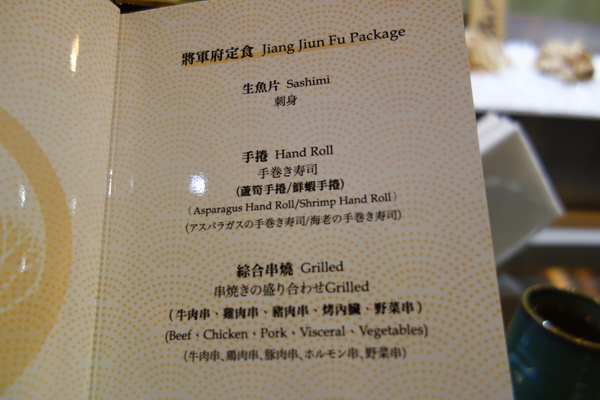 將軍府定食 Jiang Jiun Fu Package
生魚片 Sashimi
刺身
手捲 Hand Roll
手巻き寿司
(蘆筍手捲/鮮蝦手捲)
(Asparagus Hand Roll/Shrimp Hand Roll)
(アスパラガスの手巻き寿司/海老の手巻き寿司)
綜合串燒 Grilled
串焼きの盛り合わせGrilled
(牛肉串、雞肉串、豬肉串、烤內臟、野菜串)
(Beef、Chicken、Pork、Visceral、Vegetables)
(牛肉串、鶏肉串、豚肉串、ホルモン串、野菜串)